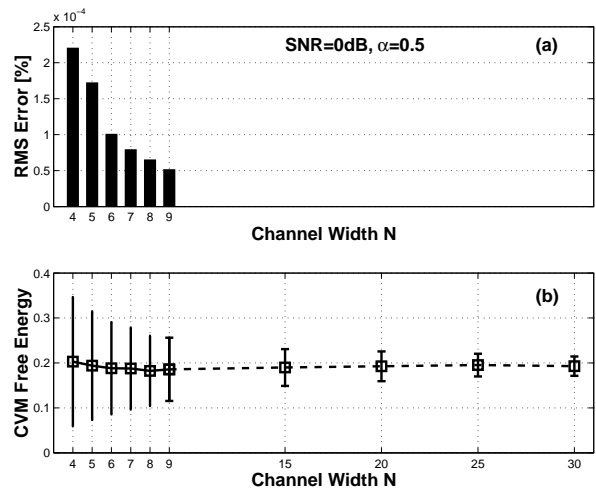 x 10⁻⁴
SNR=0dB, α=0.5
(a)
2.5
2
1.5
1
0.5
0
RMS Error [%]
4 5 6 7 8 9
Channel Width N
(b)
0.4
0.3
0.2
0.1
0
CVM Free Energy
4 5 6 7 8 9 15 20 25 30
Channel Width N